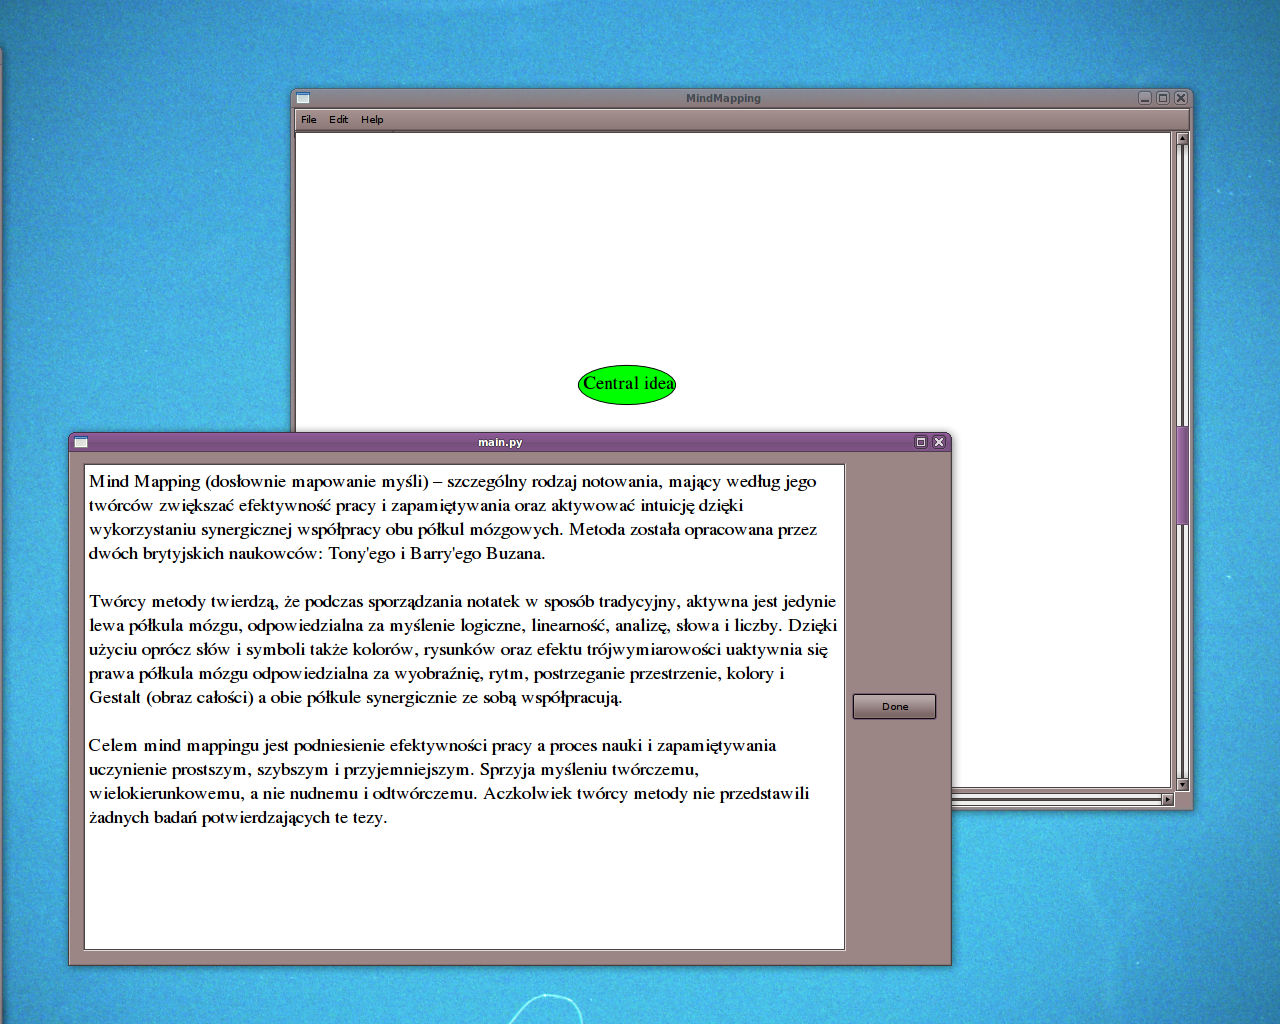 MindMapping
File Edit Help
Central idea
main.py
Mind Mapping (dosłownie mapowanie myśli) – szczególny rodzaj notowania, mający według jego
twórców zwiększać efektywność pracy i zapamiętywania oraz aktywować intuicję dzięki
wykorzystaniu synergicznej współpracy obu półkul mózgowych. Metoda została opracowana przez
dwóch brytyjskich naukowców: Tony'ego i Barry'ego Buzana.
Twórcy metody twierdzą, że podczas sporządzania notatek w sposób tradycyjny, aktywna jest jedynie
lewa półkula mózgu, odpowiedzialna za myślenie logiczne, linearność, analizę, słowa i liczby. Dzięki
użyciu oprócz słów i symboli także kolorów, rysunków oraz efektu trójwymiarowości uaktywnia się
prawa półkula mózgu odpowiedzialna za wyobraźnię, rytm, postrzeganie przestrzenie, kolory i
Gestalt (obraz całości) a obie półkule synergicznie ze sobą współpracują.
Celem mind mappingu jest podniesienie efektywności pracy a proces nauki i zapamiętywania
uczynienie prostszym, szybszym i przyjemniejszym. Sprzyja myśleniu twórczemu,
wielokierunkowemu, a nie nudnemu i odtwórczemu. Aczkolwiek twórcy metody nie przedstawili
żadnych badań potwierdzających te tezy.
Done